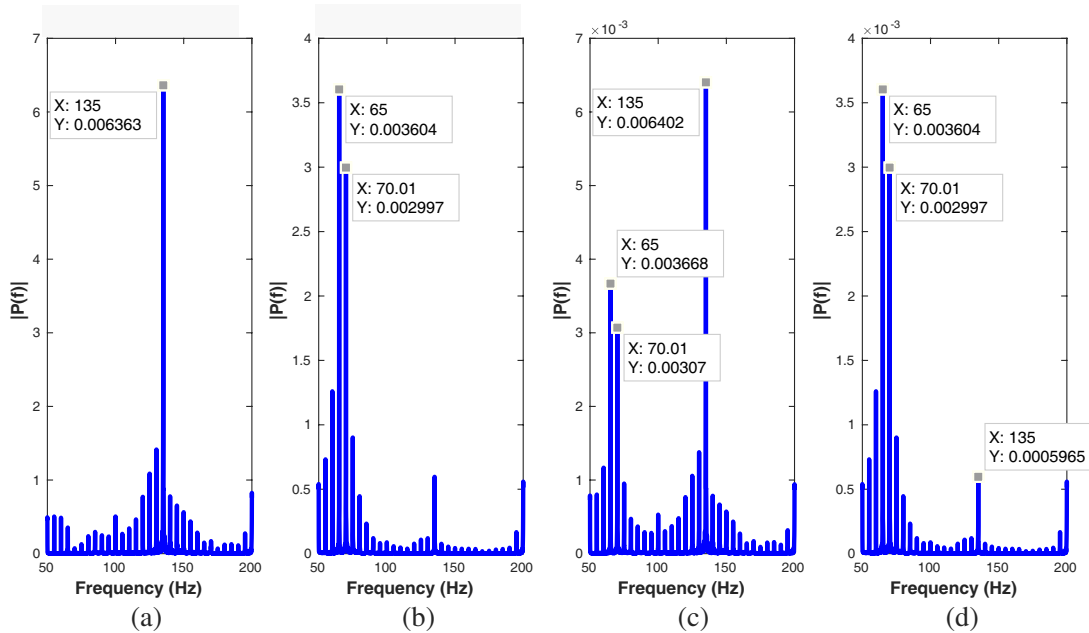 7
6
5
4
3
2
1
0
|P(f)|
X: 135
Y: 0.006363
50
100
150
200
Frequency (Hz)
(a)
4
3.5
3
2.5
2
1.5
1
0.5
0
|P(f)|
X: 65
Y: 0.003604
X: 70.01
Y: 0.002997
50
100
150
200
Frequency (Hz)
(b)
×10⁻³
7
6
5
4
3
2
1
0
|P(f)|
X: 135
Y: 0.006402
X: 65
Y: 0.003668
X: 70.01
Y: 0.00307
50
100
150
200
Frequency (Hz)
(c)
×10⁻³
4
3.5
3
2.5
2
1.5
1
0.5
0
|P(f)|
X: 65
Y: 0.003604
X: 70.01
Y: 0.002997
X: 135
Y: 0.0005965
50
100
150
200
Frequency (Hz)
(d)